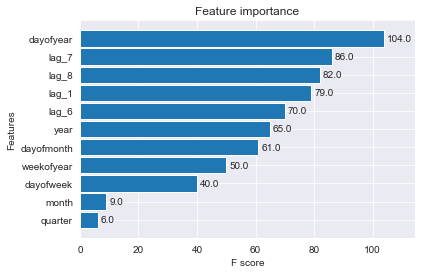 Feature importance
Features
dayofyear 104.0
lag_7 86.0
lag_8 82.0
lag_1 79.0
lag_6 70.0
year 65.0
dayofmonth 61.0
weekofyear 50.0
dayofweek 40.0
month 9.0
quarter 6.0
0 20 40 60 80 100
F score